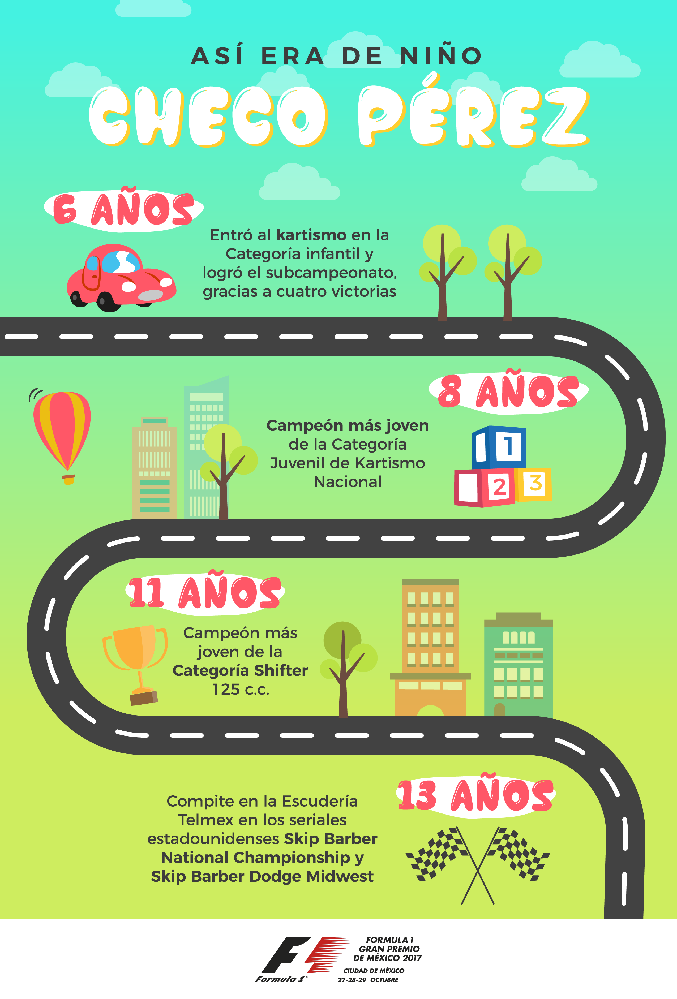 ASÍ ERA DE NIÑO
CHECO PÉREZ
6 AÑOS
Entró al kartismo en la
Categoría infantil y
logró el subcampeonato,
gracias a cuatro victorias
8 AÑOS
Campeón más joven
de la Categoría
Juvenil de Kartismo
Nacional
1
2
3
11 AÑOS
Campeón más
joven de la
Categoría Shifter
125 c.c.
13 AÑOS
Compite en la Escudería
Telmex en los seriales
estadounidenses Skip Barber
National Championship y
Skip Barber Dodge Midwest
F1
Formula 1®
FORMULA 1
GRAN PREMIO
DE MÉXICO 2017
CIUDAD DE MÉXICO
27-28-29 OCTUBRE